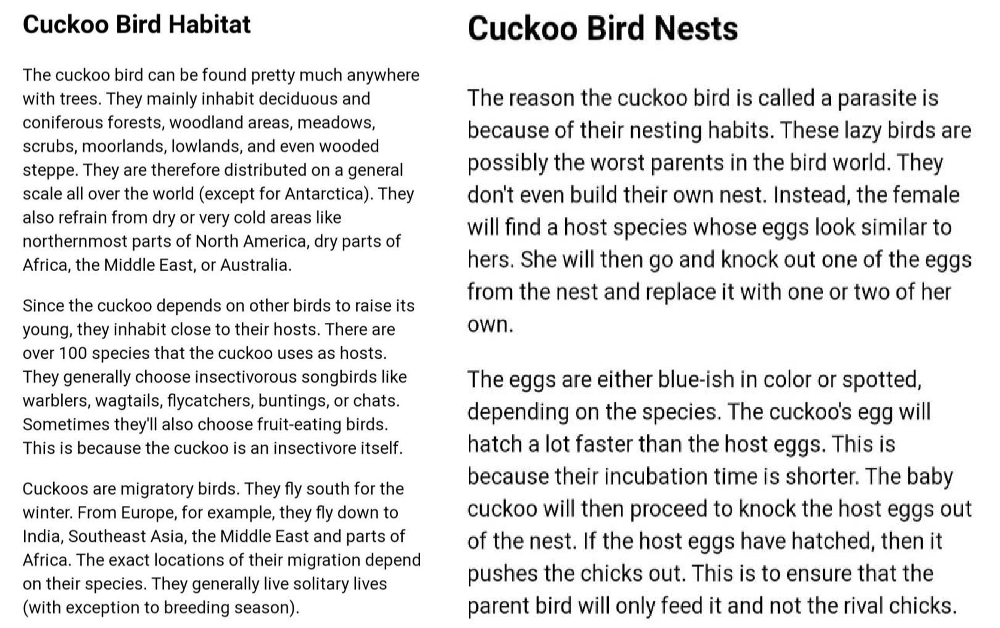 Cuckoo Bird Habitat
The cuckoo bird can be found pretty much anywhere
with trees. They mainly inhabit deciduous and
coniferous forests, woodland areas, meadows,
scrubs, moorlands, lowlands, and even wooded
steppe. They are therefore distributed on a general
scale all over the world (except for Antarctica). They
also refrain from dry or very cold areas like
northernmost parts of North America, dry parts of
Africa, the Middle East, or Australia.
Since the cuckoo depends on other birds to raise its
young, they inhabit close to their hosts. There are
over 100 species that the cuckoo uses as hosts.
They generally choose insectivorous songbirds like
warblers, wagtails, flycatchers, buntings, or chats.
Sometimes they'll also choose fruit-eating birds.
This is because the cuckoo is an insectivore itself.
Cuckoos are migratory birds. They fly south for the
winter. From Europe, for example, they fly down to
India, Southeast Asia, the Middle East and parts of
Africa. The exact locations of their migration depend
on their species. They generally live solitary lives
(with exception to breeding season).
Cuckoo Bird Nests
The reason the cuckoo bird is called a parasite is
because of their nesting habits. These lazy birds are
possibly the worst parents in the bird world. They
don't even build their own nest. Instead, the female
will find a host species whose eggs look similar to
hers. She will then go and knock out one of the eggs
from the nest and replace it with one or two of her
own.
The eggs are either blue-ish in color or spotted,
depending on the species. The cuckoo's egg will
hatch a lot faster than the host eggs. This is
because their incubation time is shorter. The baby
cuckoo will then proceed to knock the host eggs out
of the nest. If the host eggs have hatched, then it
pushes the chicks out. This is to ensure that the
parent bird will only feed it and not the rival chicks.